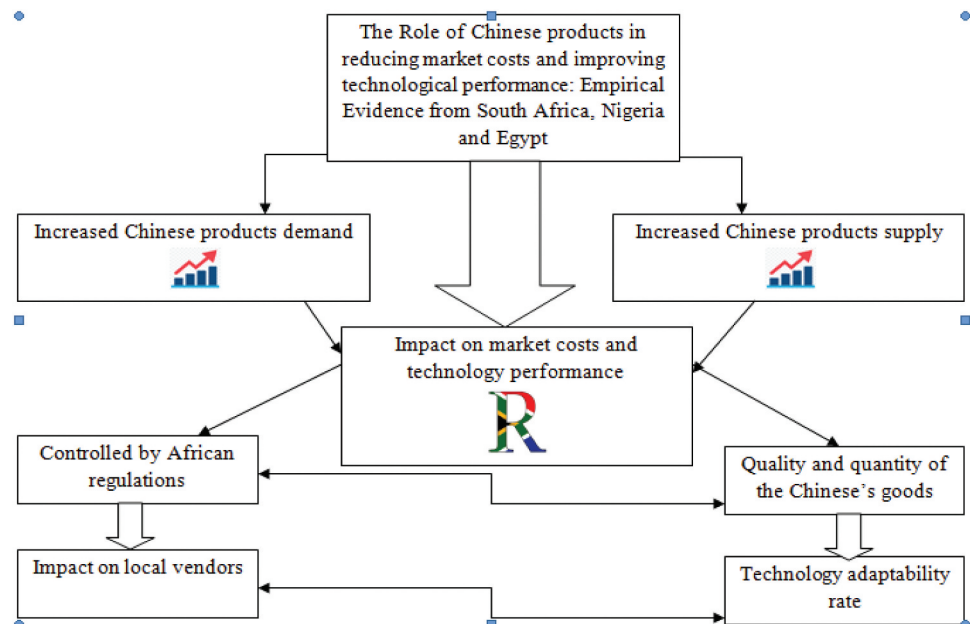 The Role of Chinese products in
reducing market costs and improving
technological performance: Empirical
Evidence from South Africa, Nigeria
and Egypt
Increased Chinese products demand
Increased Chinese products supply
Impact on market costs and
technology performance
R
Controlled by African
regulations
Quality and quantity of
the Chinese’s goods
Impact on local vendors
Technology adaptability
rate